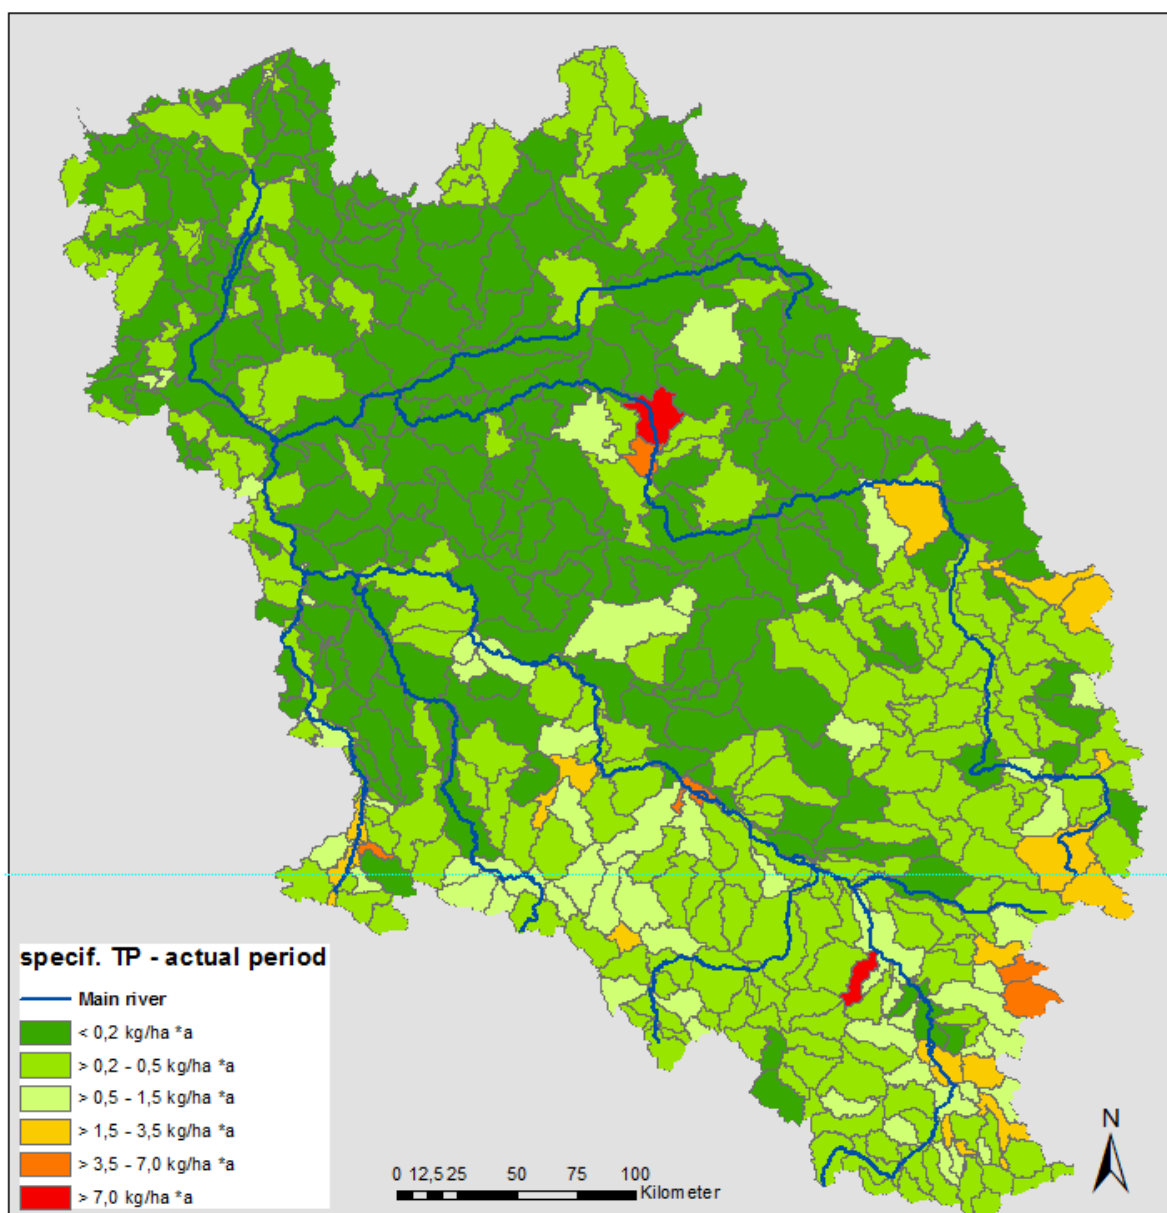 specif. TP - actual period
Main river
< 0,2 kg/ha *a
> 0,2 - 0,5 kg/ha *a
> 0,5 - 1,5 kg/ha *a
> 1,5 - 3,5 kg/ha *a
> 3,5 - 7,0 kg/ha *a
> 7,0 kg/ha *a
0 12,5 25 50 75 100
Kilometer
N